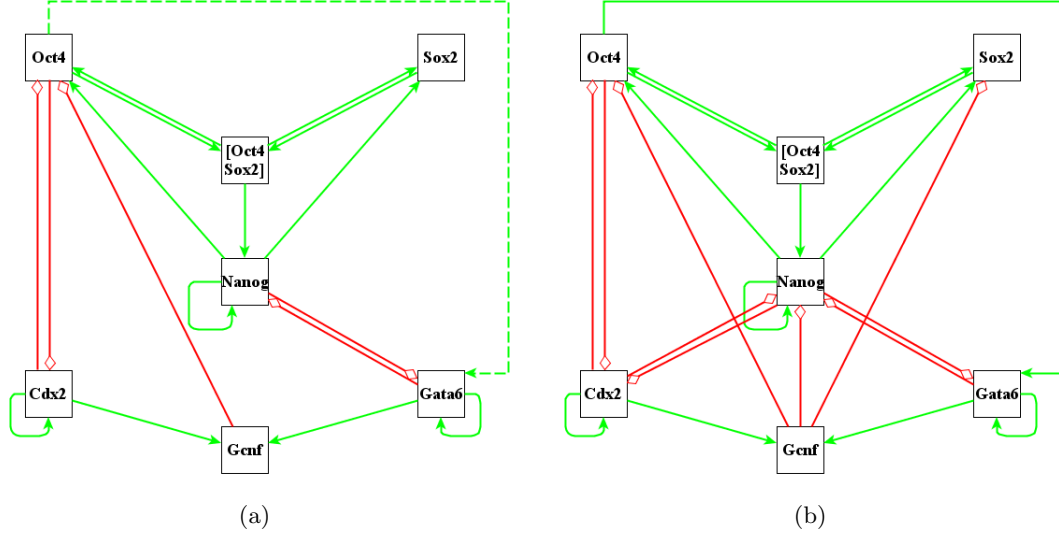 Oct4
Sox2
[Oct4
Sox2]
Nanog
Cdx2
Gata6
Gcnf
(a)
Oct4
Sox2
[Oct4
Sox2]
Nanog
Cdx2
Gata6
Gcnf
(b)